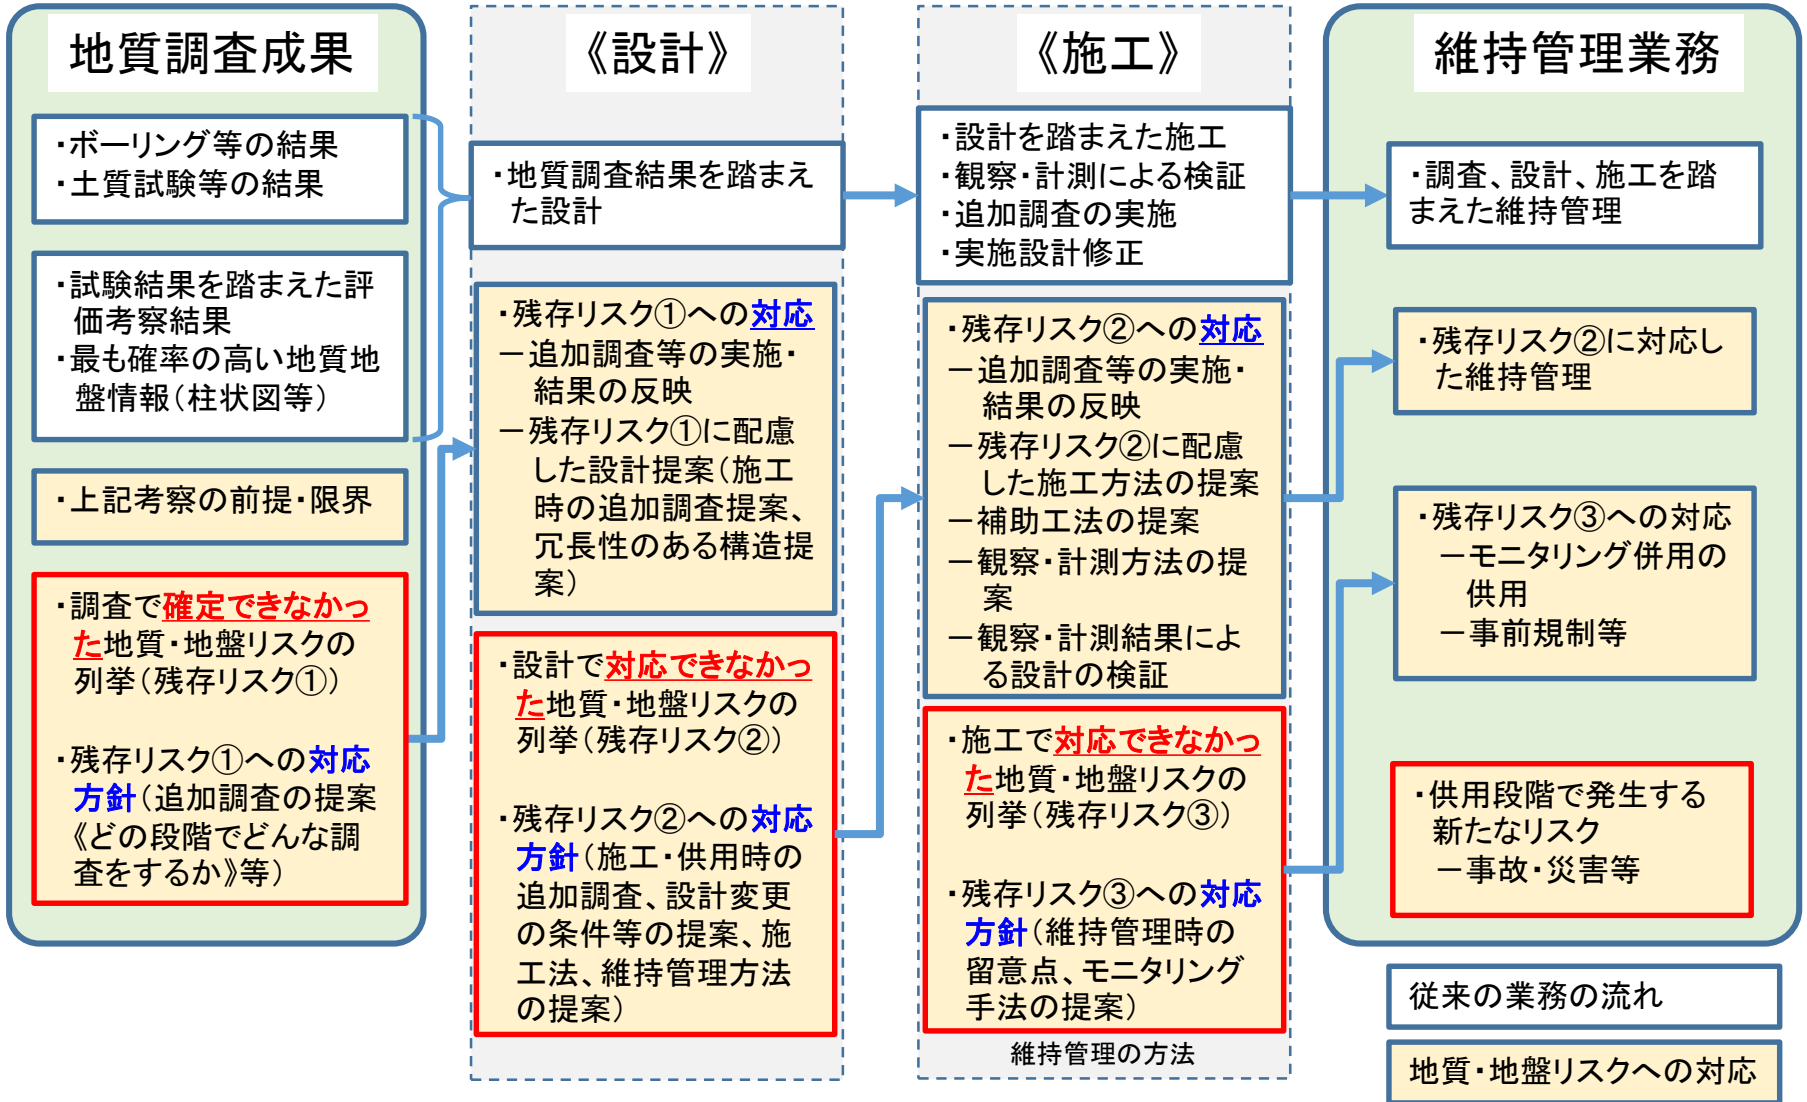 地質調査成果
・ボーリング等の結果
・土質試験等の結果
・試験結果を踏まえた評
価考察結果
・最も確率の高い地質地
盤情報（柱状図等）
・上記考察の前提・限界
・調査で確定できなかっ
た地質・地盤リスクの
列挙（残存リスク①）
・残存リスク①への対応
方針（追加調査の提案
《どの段階でどんな調
査をするか》等）
《設計》
・地質調査結果を踏まえ
た設計
・残存リスク①への対応
－追加調査等の実施・
結果の反映
－残存リスク①に配慮
した設計提案（施工
時の追加調査提案、
冗長性のある構造提
案）
・設計で対応できなかっ
た地質・地盤リスクの
列挙（残存リスク②）
・残存リスク②への対応
方針（施工・供用時の
追加調査、設計変更
の条件等の提案、施
工法、維持管理方法
の提案）
《施工》
・設計を踏まえた施工
・観察・計測による検証
・追加調査の実施
・実施設計修正
・残存リスク②への対応
－追加調査等の実施・
結果の反映
－残存リスク②に配慮
した施工方法の提案
－補助工法の提案
－観察・計測方法の提
案
－観察・計測結果によ
る設計の検証
・施工で対応できなかっ
た地質・地盤リスクの
列挙（残存リスク③）
・残存リスク③への対応
方針（維持管理時の
留意点、モニタリング
手法の提案）
維持管理の方法
維持管理業務
・調査、設計、施工を踏
まえた維持管理
・残存リスク②に対応し
た維持管理
・残存リスク③への対応
－モニタリング併用の
供用
－事前規制等
・供用段階で発生する
新たなリスク
－事故・災害等
従来の業務の流れ
地質・地盤リスクへの対応